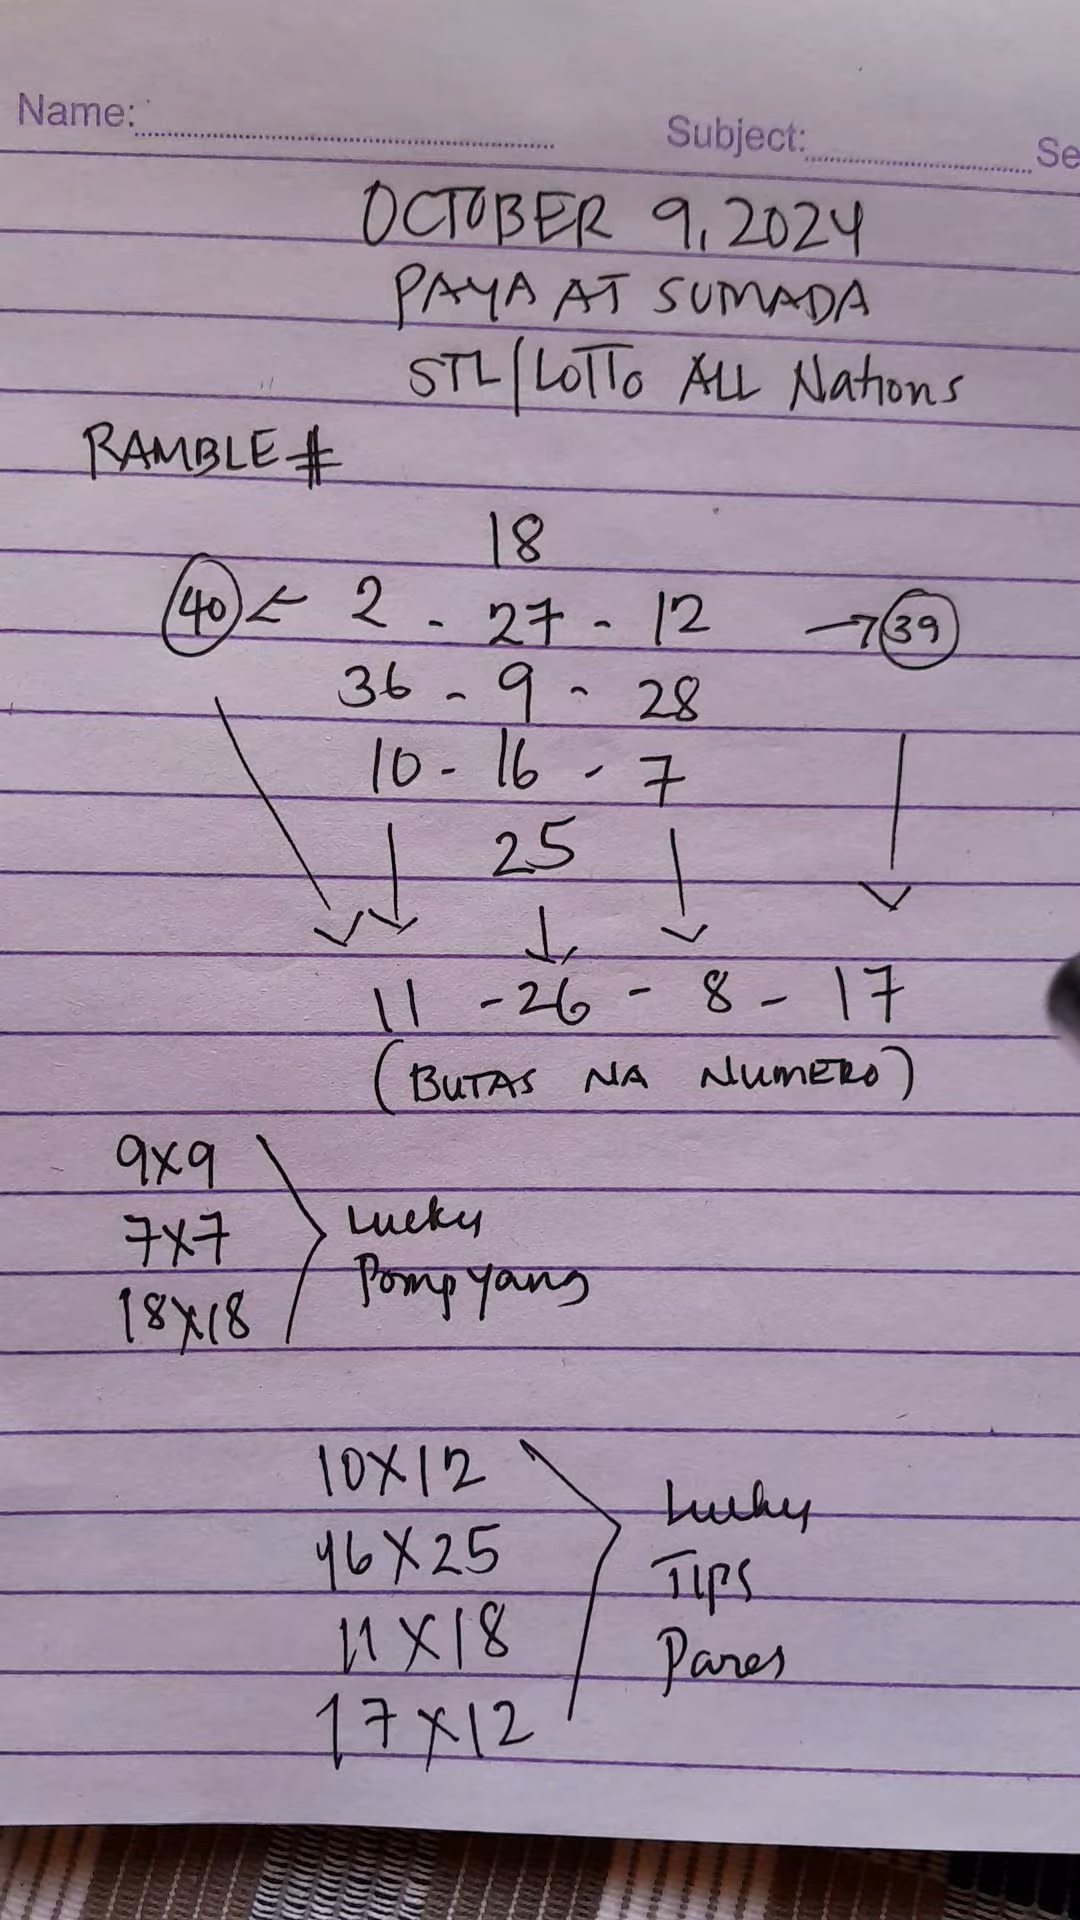 Name:
Subject:
Se
OCTOBER 9, 2024
PAYA AT SUMADA
STL/LOTTO ALL Nations
RAMBLE #
18
40 ← 2 - 27 - 12 → 39
36 - 9 - 28
10 - 16 - 7
25
11 - 26 - 8 - 17
(BUTAS NA NUMERO)
9X9
7X7
18X18
Lucky
Pompyang
10X12
16X25
11X18
17X12
Lucky
TIPS
Pares